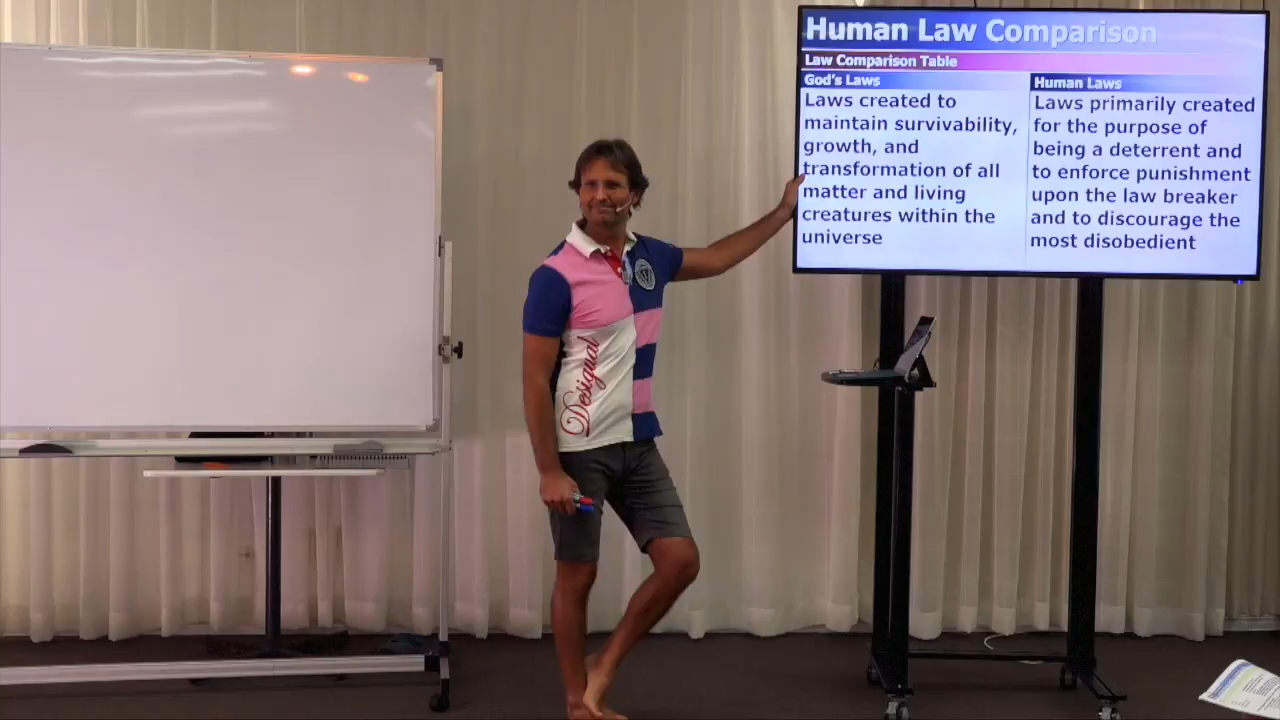 Human Law Comparison
Law Comparison Table
God's Laws
Laws created to
maintain survivability,
growth, and
transformation of all
matter and living
creatures within the
universe
Human Laws
Laws primarily created
for the purpose of
being a deterrent and
to enforce punishment
upon the law breaker
and to discourage the
most disobedient
Desigual